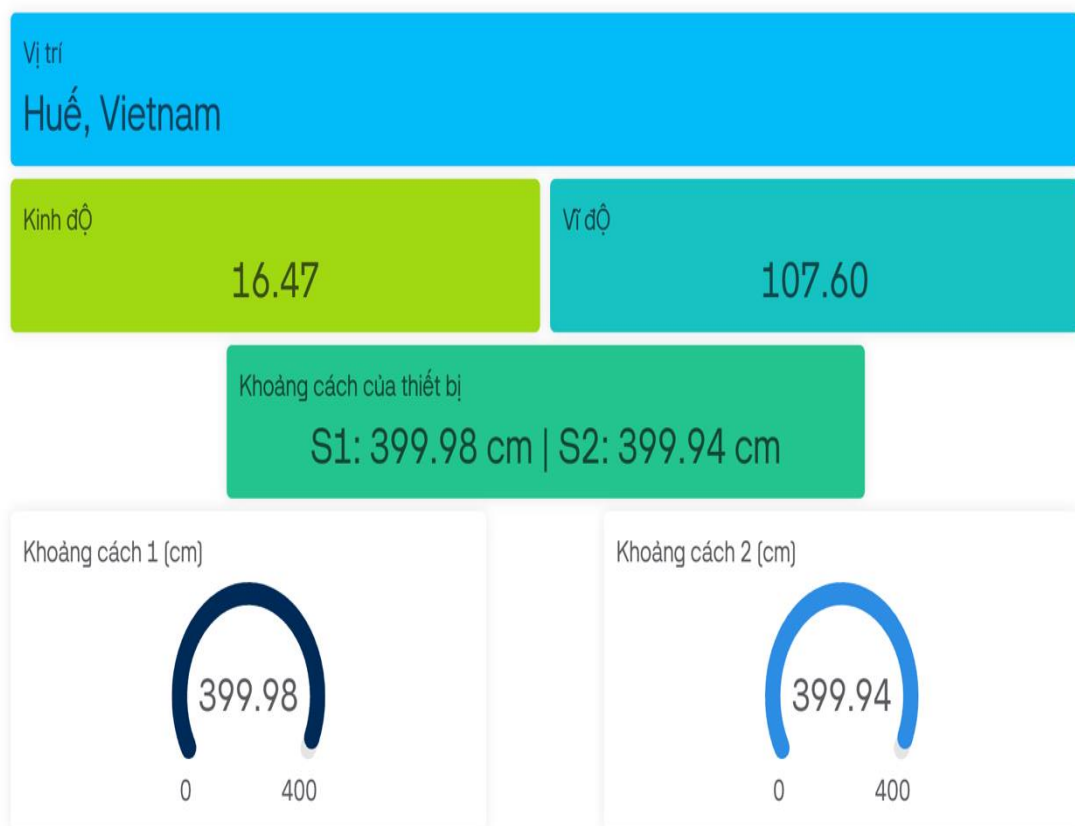 Vị trí
Huế, Vietnam
Kinh độ
16.47
Vĩ độ
107.60
Khoảng cách của thiết bị
S1: 399.98 cm | S2: 399.94 cm
Khoảng cách 1 (cm)
399.98
0 400
Khoảng cách 2 (cm)
399.94
0 400